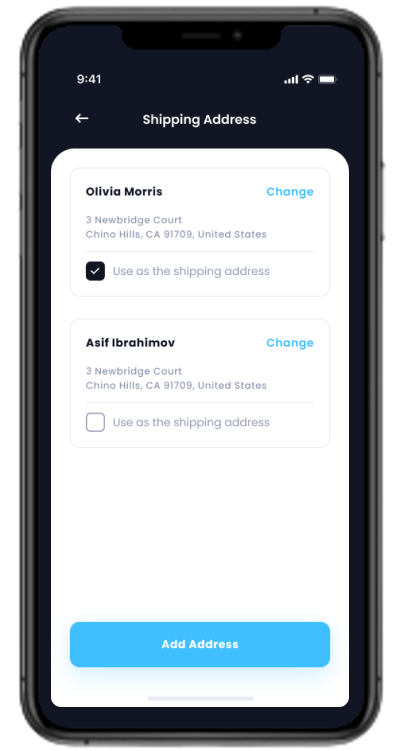 9:41
Shipping Address
Olivia Morris
Change
3 Newbridge Court
Chino Hills, CA 91709, United States
Use as the shipping address
Asif Ibrahimov
Change
3 Newbridge Court
Chino Hills, CA 91709, United States
Use as the shipping address
Add Address